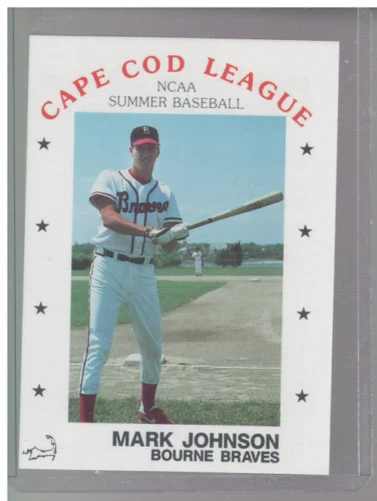 CAPE COD LEAGUE
NCAA
SUMMER BASEBALL
B
Braves
MARK JOHNSON
BOURNE BRAVES